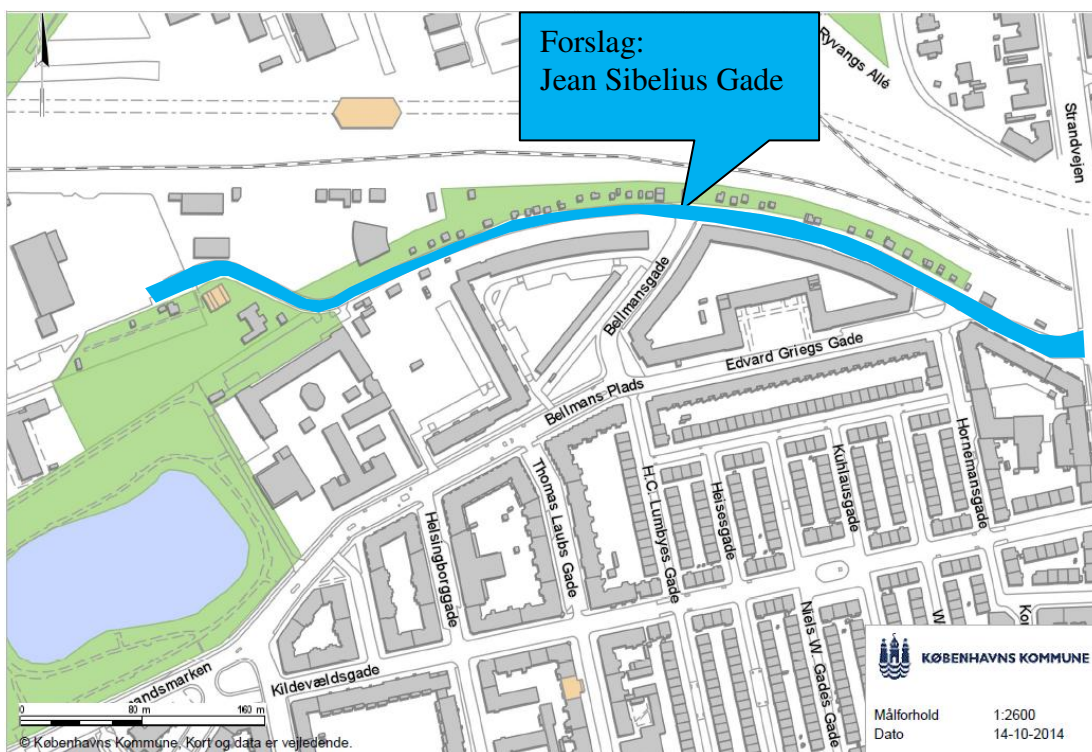 Forslag:
Jean Sibelius Gade
Ryvangs Allé
Strandvejen
Bellmansgade
Edvard Griegs Gade
Bellmans Plads
Hornemansgade
Kuhlausgade
Heisesgade
H.C. Lumbyes Gade
Thomas Laubs Gade
Helsingborggade
Niels W. Gades Gade
W
Kor
Kildevældsgade
andsmarken
0 80 m 160 m
© Københavns Kommune, Kort og data er vejledende.
KØBENHAVNS KOMMUNE
Målforhold 1:2600
Dato 14-10-2014